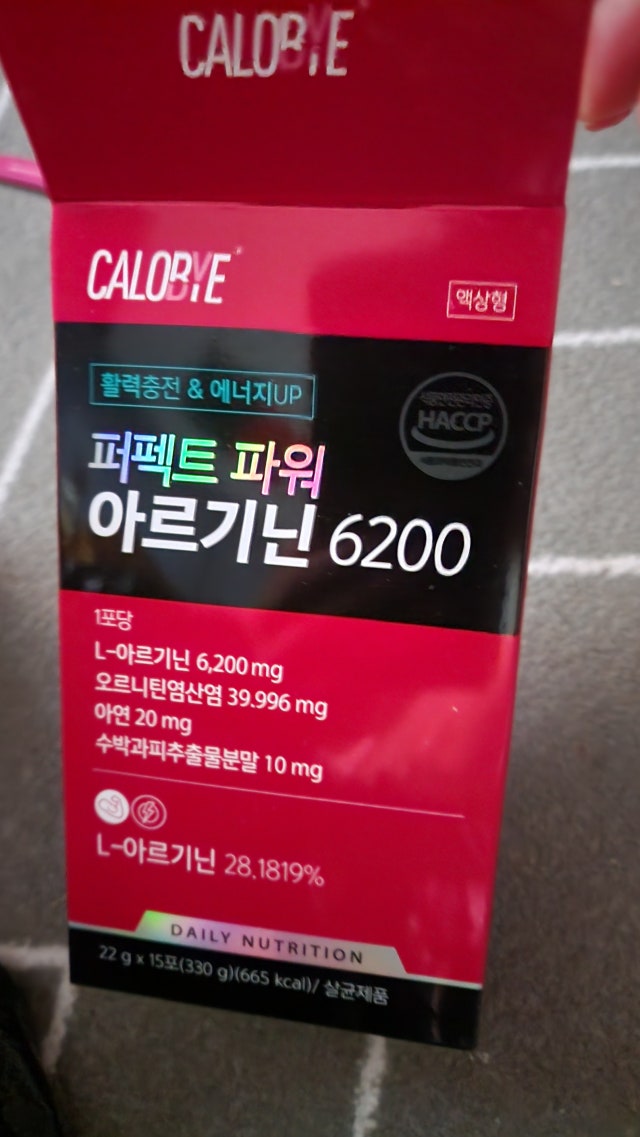 CALOBYE
CALOBYE
액상형
활력충전 & 에너지UP
HACCP
퍼펙트 파워
아르기닌 6200
1포당
L-아르기닌 6,200 mg
오르니틴염산염 39.996 mg
아연 20 mg
수박과피추출물분말 10 mg
L-아르기닌 28.1819%
DAILY NUTRITION
22 g x 15포(330 g)(665 kcal)/ 살균제품